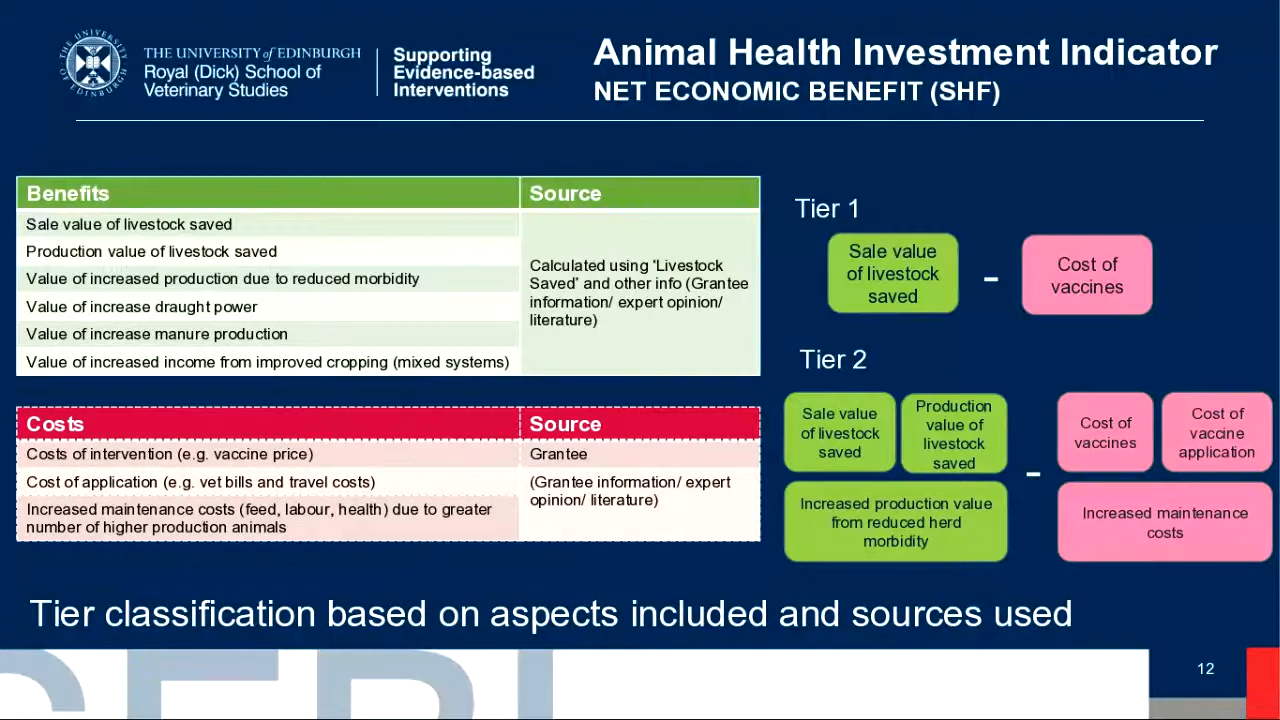 THE UNIVERSITY of EDINBURGH
Royal (Dick) School of
Veterinary Studies
Supporting
Evidence-based
Interventions
Animal Health Investment Indicator
NET ECONOMIC BENEFIT (SHF)
Benefits
Source
Sale value of livestock saved
Production value of livestock saved
Value of increased production due to reduced morbidity
Value of increase draught power
Value of increase manure production
Value of increased income from improved cropping (mixed systems)
Calculated using 'Livestock
Saved' and other info (Grantee
information/ expert opinion/
literature)
Costs
Source
Costs of intervention (e.g. vaccine price)
Grantee
Cost of application (e.g. vet bills and travel costs)
(Grantee information/ expert
opinion/ literature)
Increased maintenance costs (feed, labour, health) due to greater
number of higher production animals
Tier 1
Sale value
of livestock
saved
-
Cost of
vaccines
Tier 2
Sale value
of livestock
saved
Production
value of
livestock
saved
Increased production value
from reduced herd
morbidity
-
Cost of
vaccines
Cost of
vaccine
application
Increased maintenance
costs
Tier classification based on aspects included and sources used
SEBI
12